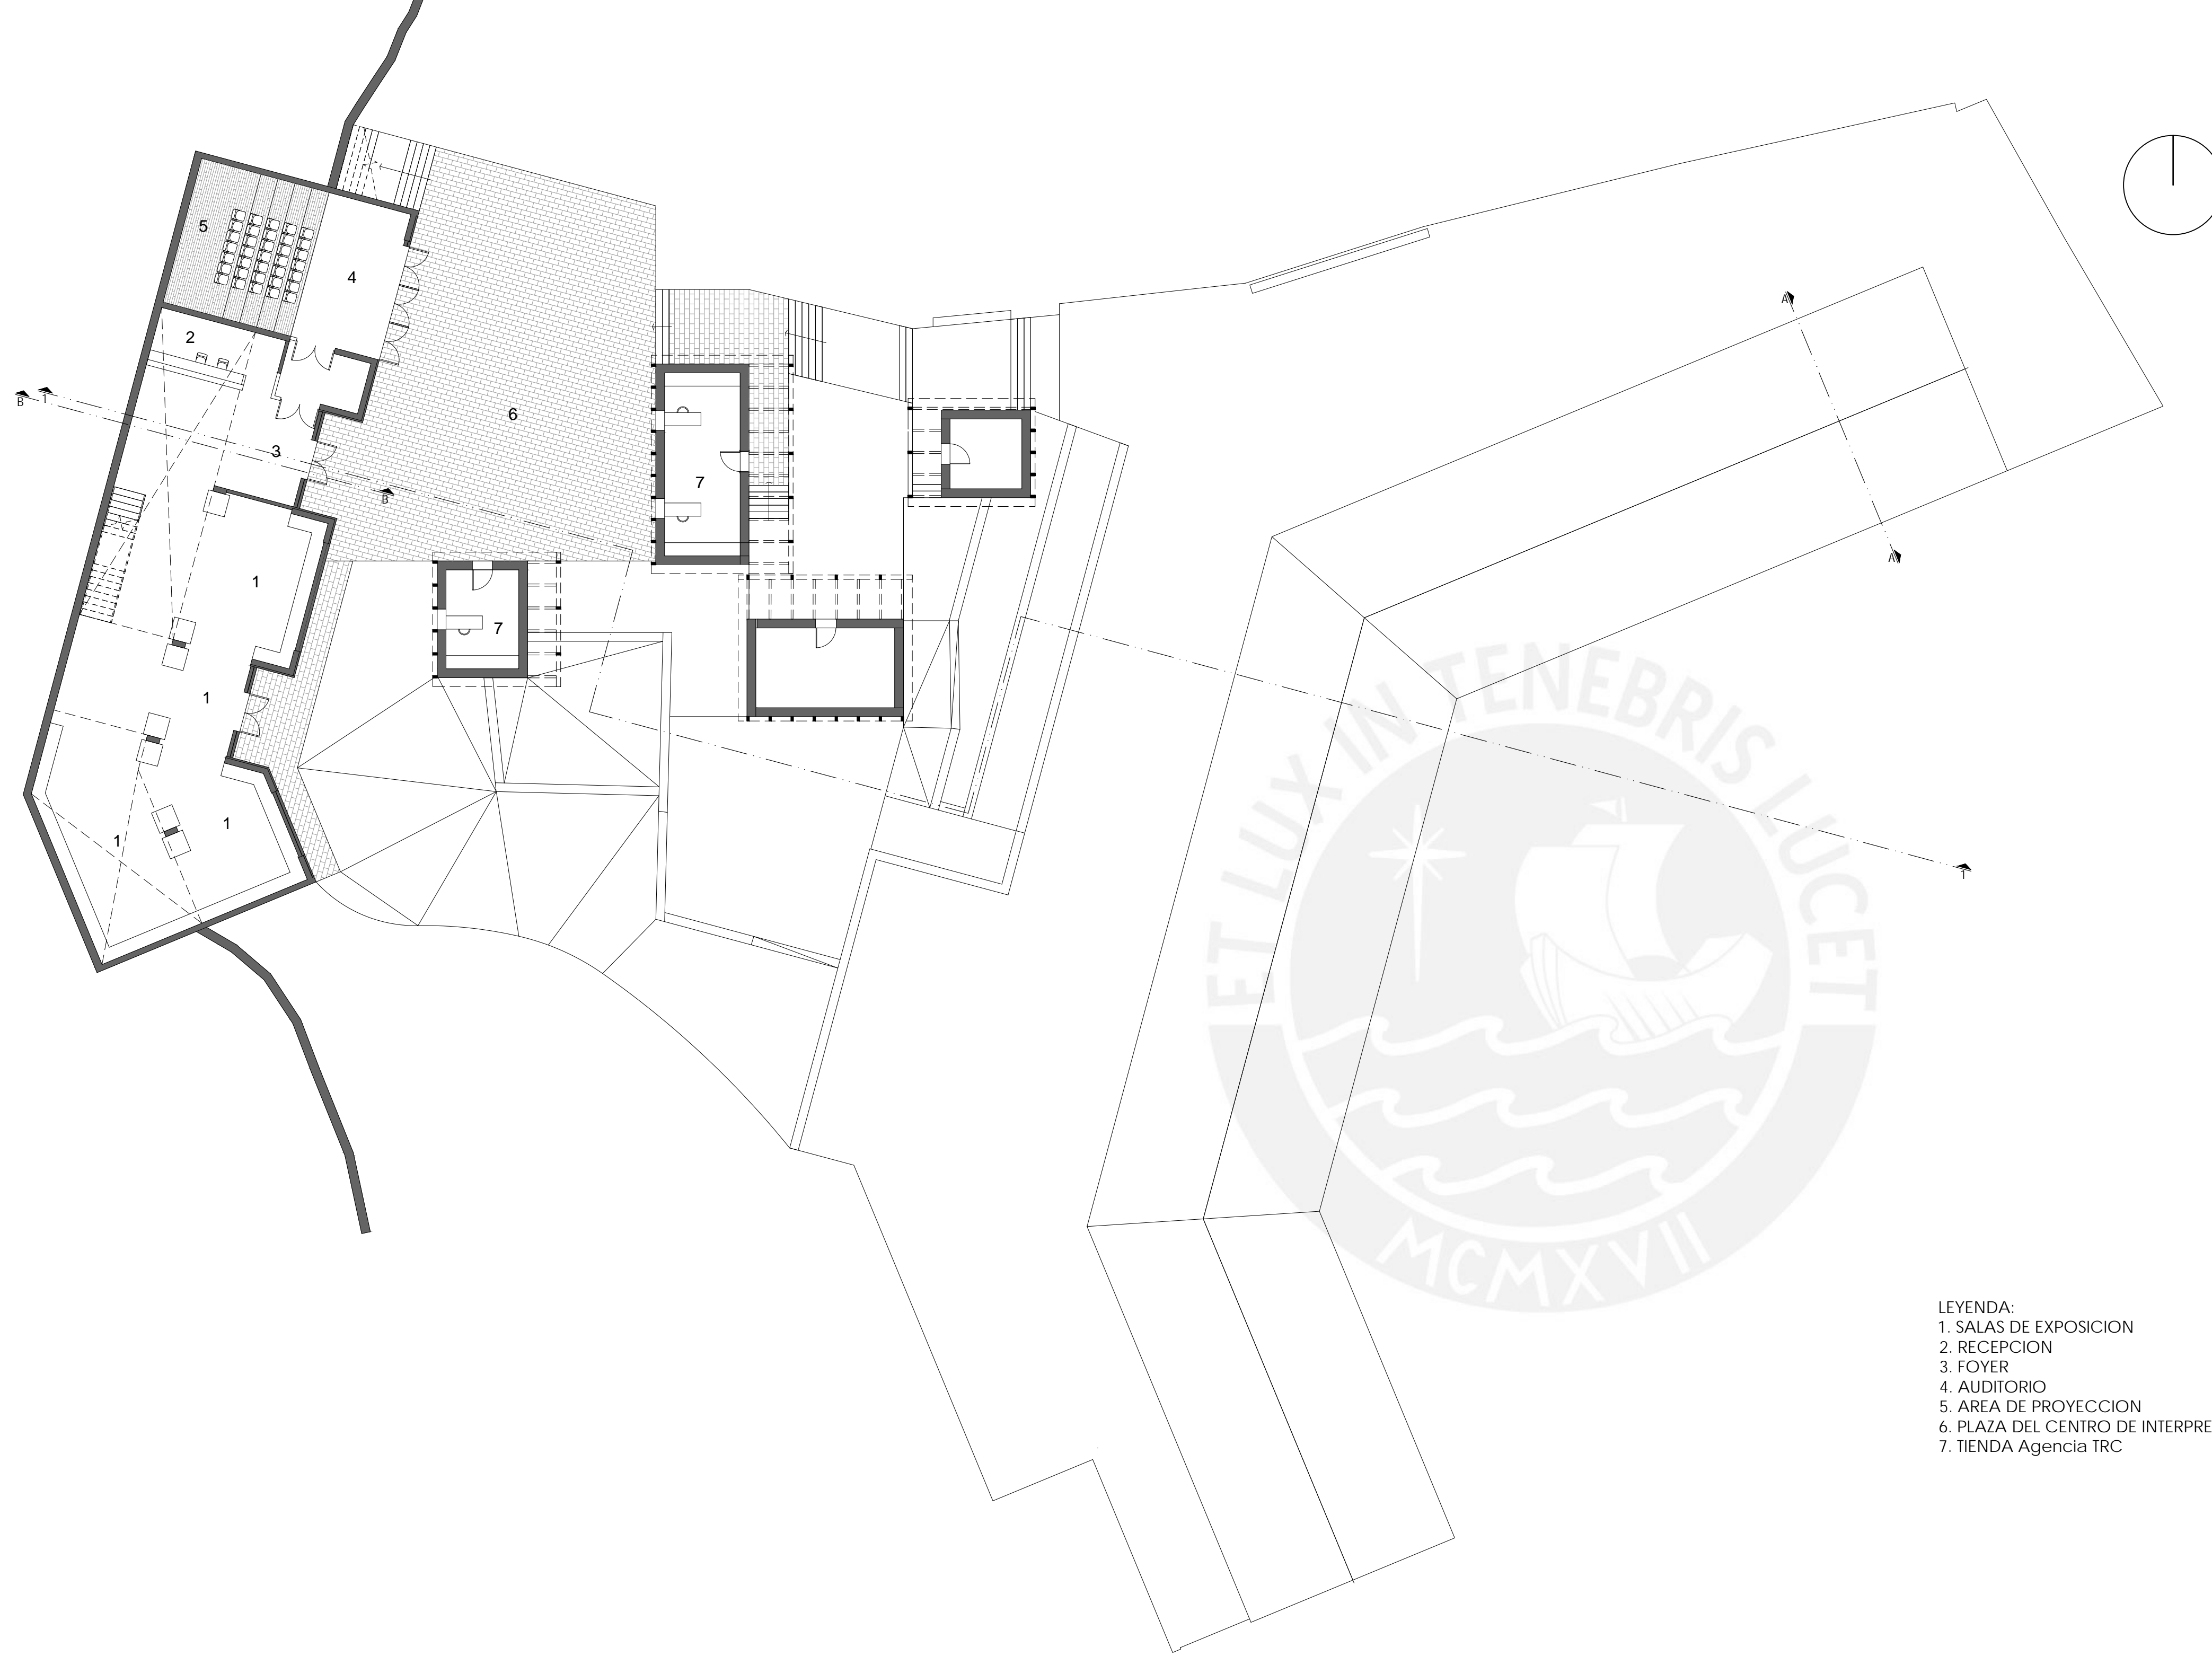 5
4
2
A
B
1
6
3
7
B
A
1
7
1
1
1
1
ET LUX IN TENEBRIS LUCET
MCMXVII
LEYENDA:
1. SALAS DE EXPOSICION
2. RECEPCION
3. FOYER
4. AUDITORIO
5. AREA DE PROYECCION
6. PLAZA DEL CENTRO DE INTERPRE
7. TIENDA Agencia TRC